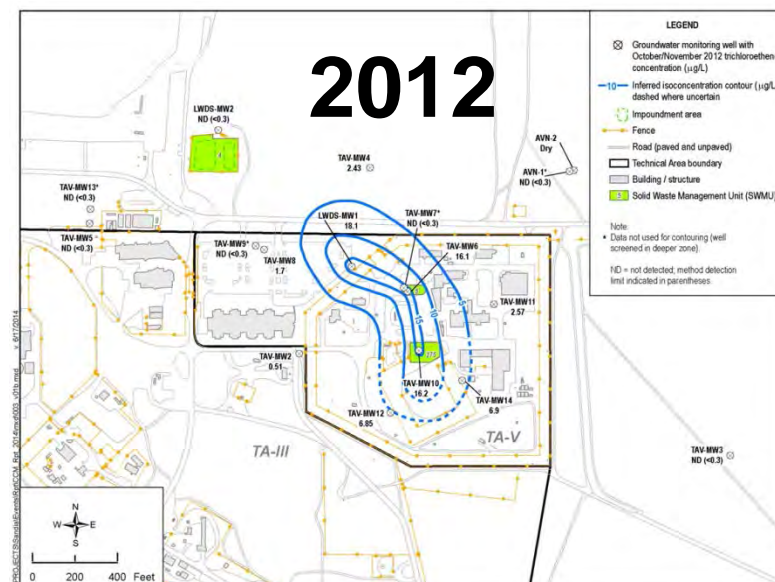 2012
LEGEND
Groundwater monitoring well with
October/November 2012 trichloroethen
concentration (µg/L)
10 Inferred isoconcentration contour (µg/L
dashed where uncertain
Impoundment area
Fence
Road (paved and unpaved)
Technical Area boundary
Building / structure
5 Solid Waste Management Unit (SWMU)
Note:
* Data not used for contouring (well
screened in deeper zone).
ND = not detected; method detection
limit indicated in parentheses
LWDS-MW2
ND (<0.3)
4
TAV-MW4
2.43
AVN-2
Dry
AVN-1*
ND (<0.3)
TAV-MW13*
ND (<0.3)
LWDS-MW1
18.1
TAV-MW7*
ND (<0.3)
TAV-MW5
ND (<0.3)
TAV-MW9*
ND (<0.3)
TAV-MW8
1.7
TAV-MW6
16.1
5
10
15
TAV-MW11
2.57
275
TAV-MW2
0.51
TAV-MW10
16.2
TAV-MW14
6.9
TAV-MW12
6.85
TA-III
TA-V
TAV-MW3
ND (<0.3)
N
W E
S
0 200 400 Feet